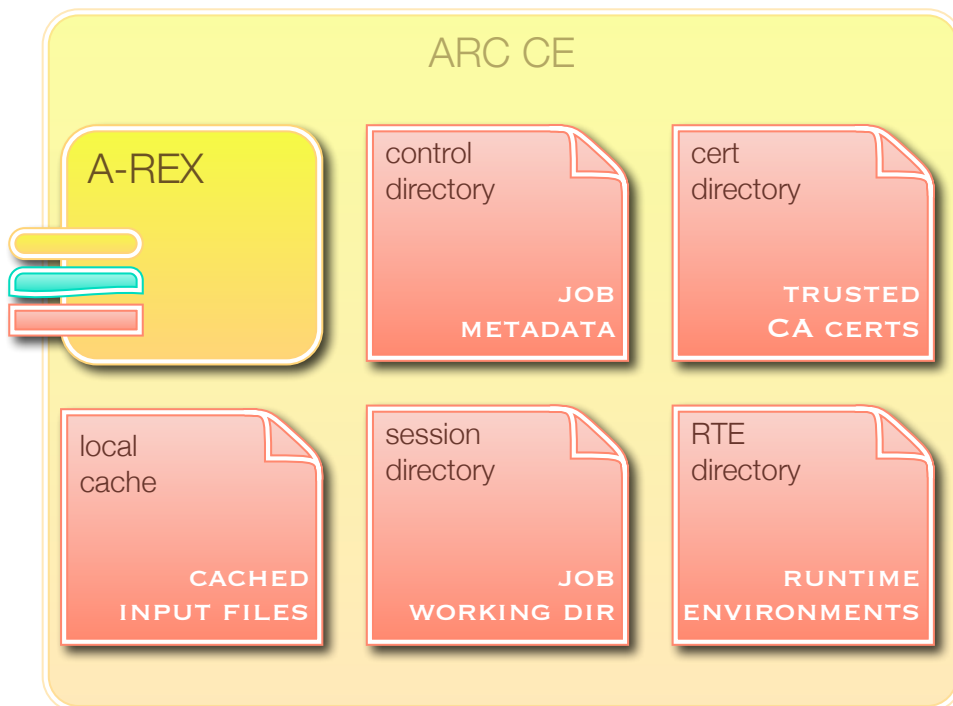 ARC CE
A-REX
control
directory
JOB
METADATA
cert
directory
TRUSTED
CA CERTS
local
cache
CACHED
INPUT FILES
session
directory
JOB
WORKING DIR
RTE
directory
RUNTIME
ENVIRONMENTS